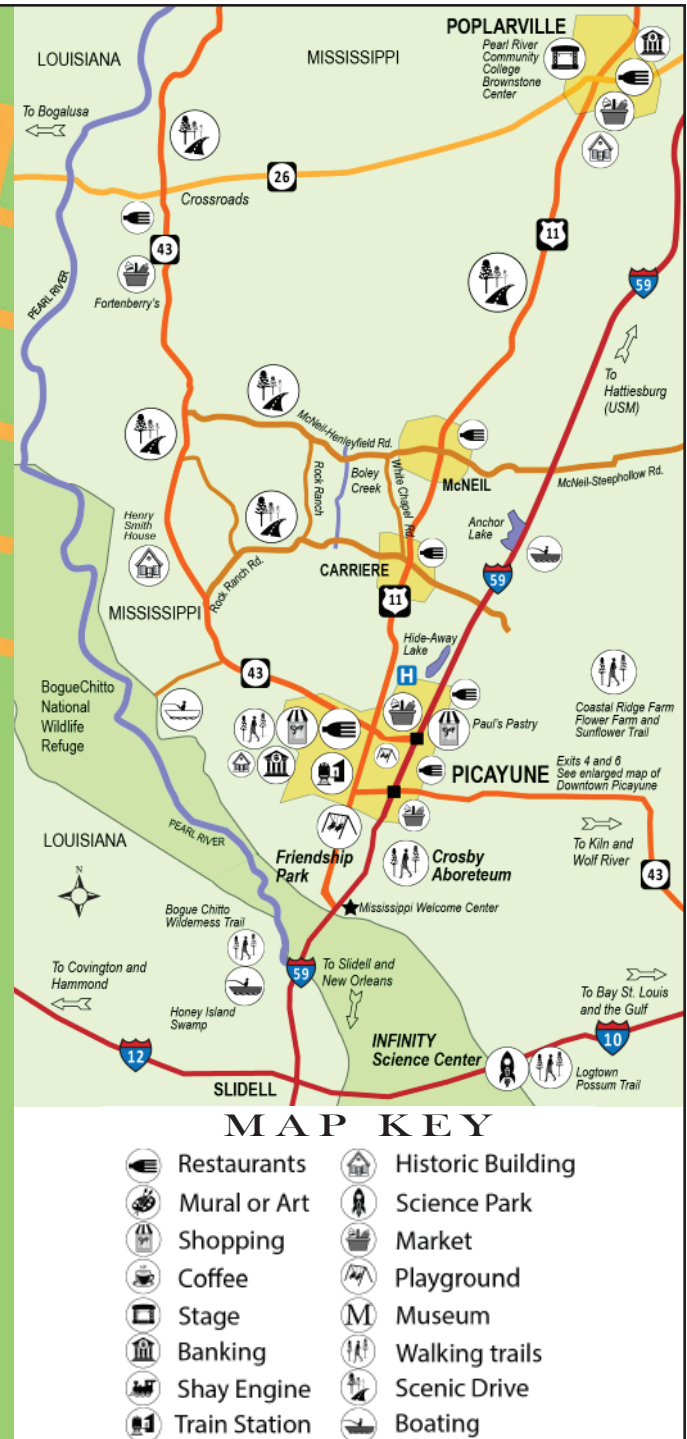 POPLARVILLE
Pearl River
Community
College
Brownstone
Center
LOUISIANA
MISSISSIPPI
To Bogalusa
26
Crossroads
43
11
Fortenberry's
PEARL RIVER
59
To
Hattiesburg
(USM)
McNeil-Henleyfield Rd.
Rock Ranch
Boley
Creek
White Chapel Rd.
McNEIL
McNeil-Steephollow Rd.
Henry
Smith
House
Anchor
Lake
CARRIERE
59
Rock Ranch Rd.
MISSISSIPPI
11
Hide-Away
Lake
H
43
BogueChitto
National
Wildlife
Refuge
Coastal Ridge Farm
Flower Farm and
Sunflower Trail
Paul's Pastry
PICAYUNE
Exits 4 and 6
See enlarged map of
Downtown Picayune
LOUISIANA
PEARL RIVER
To Kiln and
Wolf River
43
N
Friendship
Park
Crosby
Aboreteum
Mississippi Welcome Center
Bogue Chitto
Wilderness Trail
To Covington and
Hammond
59
To Slidell and
New Orleans
Honey Island
Swamp
To Bay St. Louis
and the Gulf
INFINITY
Science Center
10
12
SLIDELL
Logtown
Possum Trail
MAP KEY
Restaurants
Historic Building
Mural or Art
Science Park
Shopping
Market
Coffee
Playground
Stage
M Museum
Banking
Walking trails
Shay Engine
Scenic Drive
Train Station
Boating